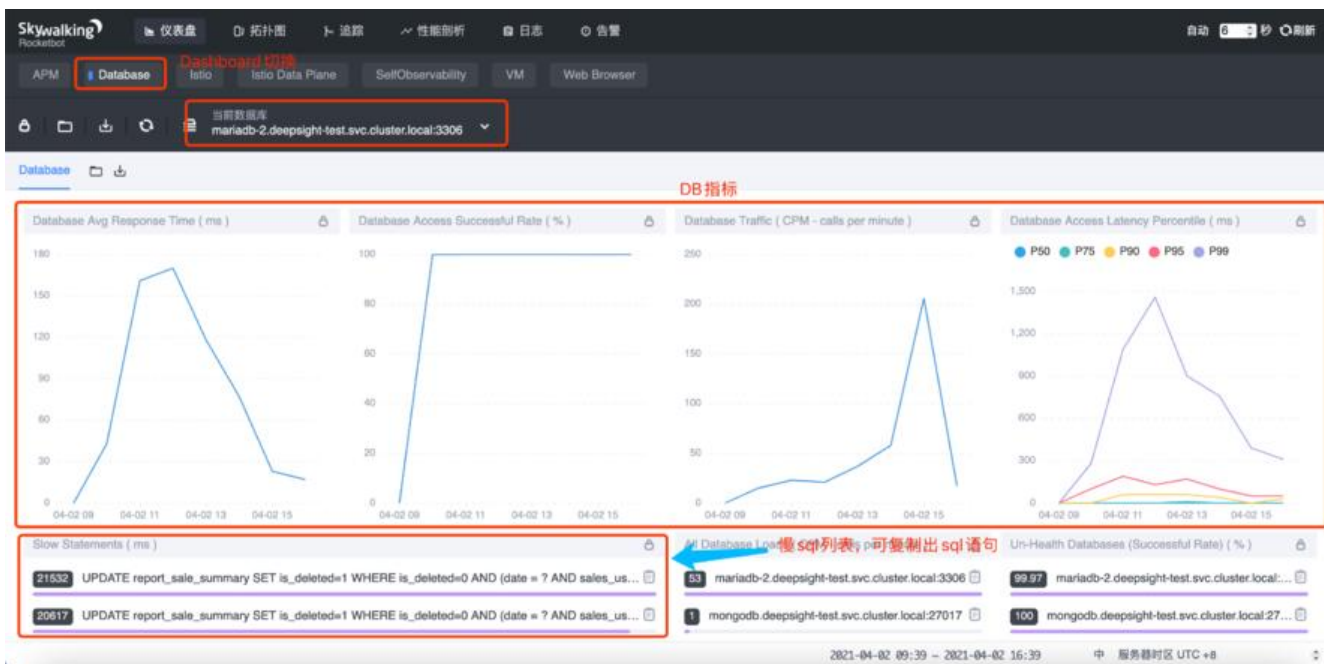 Skywalking
Rocketbot
仪表盘
拓扑图
追踪
性能剖析
日志
告警
自动 6 秒 刷新
Dashboard 切换
APM
Database
Istio
Istio Data Plane
SelfObservability
VM
Web Browser
当前数据库
mariadb-2.deepsight-test.svc.cluster.local:3306
Database
DB 指标
Database Avg Response Time ( ms )
180
150
120
90
60
30
0
04-02 09
04-02 11
04-02 13
04-02 15
Database Access Successful Rate ( % )
100
80
60
40
20
0
04-02 09
04-02 11
04-02 13
04-02 15
Database Traffic ( CPM - calls per minute )
250
200
150
100
50
0
04-02 09
04-02 11
04-02 13
04-02 15
Database Access Latency Percentile ( ms )
P50
P75
P90
P95
P99
1,500
1,200
900
600
300
0
04-02 09
04-02 11
04-02 13
04-02 15
Slow Statements ( ms )
21532 UPDATE report_sale_summary SET is_deleted=1 WHERE is_deleted=0 AND (date = ? AND sales_us...
20617 UPDATE report_sale_summary SET is_deleted=1 WHERE is_deleted=0 AND (date = ? AND sales_us...
All Database
慢 sql 列表，可复制出 sql 语句
53 mariadb-2.deepsight-test.svc.cluster.local:3306
1 mongodb.deepsight-test.svc.cluster.local:27017
Un-Health Databases (Successful Rate) ( % )
99.97 mariadb-2.deepsight-test.svc.cluster.local:...
100 mongodb.deepsight-test.svc.cluster.local:27...
2021-04-02 09:39 ~ 2021-04-02 16:39
中
服务器时区 UTC +8